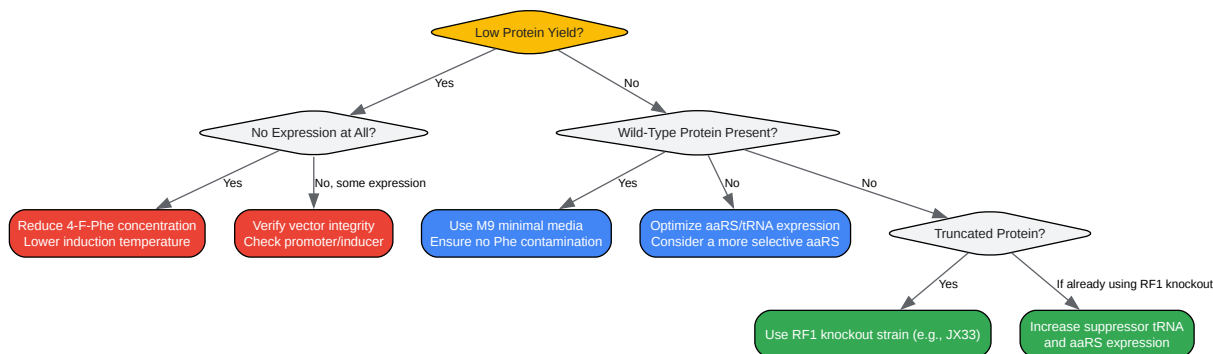 Low Protein Yield?
Yes
No
No Expression at All?
Wild-Type Protein Present?
Yes
No, some expression
Yes
No
No
Reduce 4-F-Phe concentration
Lower induction temperature
Verify vector integrity
Check promoter/inducer
Use M9 minimal media
Ensure no Phe contamination
Optimize aaRS/tRNA expression
Consider a more selective aaRS
Truncated Protein?
Yes
If already using RF1 knockout
Use RF1 knockout strain (e.g., JX33)
Increase suppressor tRNA
and aaRS expression